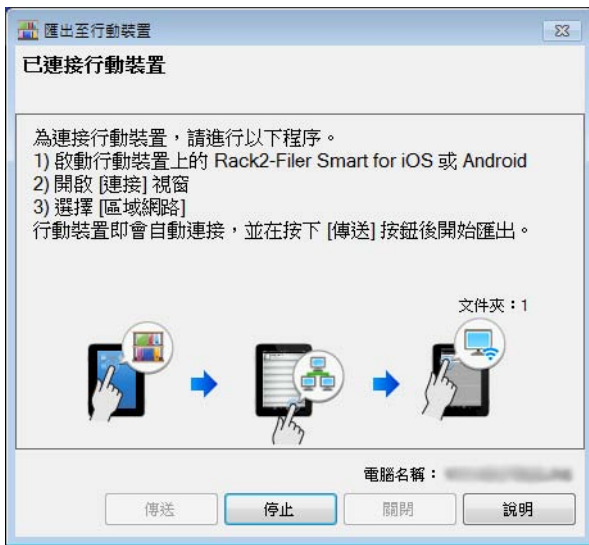 匯出至行動裝置
已連接行動裝置
為連接行動裝置，請進行以下程序。
1) 啟動行動裝置上的 Rack2-Filer Smart for iOS 或 Android
2) 開啟 [連接] 視窗
3) 選擇 [區域網路]
行動裝置即會自動連接，並在按下 [傳送] 按鈕後開始匯出。
文件夾：1
電腦名稱：
傳送 停止 關閉 說明